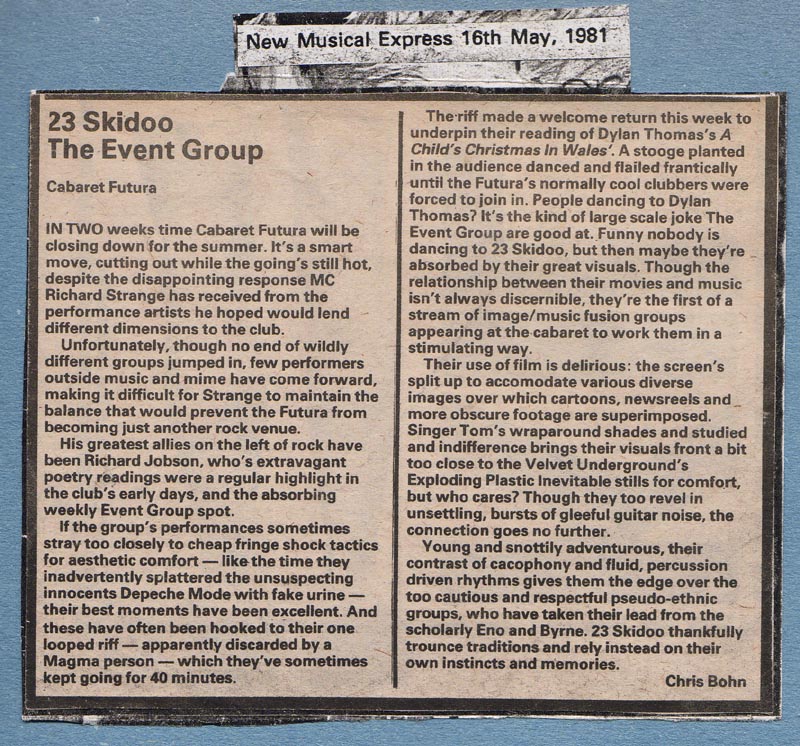 New Musical Express 16th May, 1981
23 Skidoo
The Event Group
Cabaret Futura
IN TWO weeks time Cabaret Futura will be
closing down for the summer. It's a smart
move, cutting out while the going's still hot,
despite the disappointing response MC
Richard Strange has received from the
performance artists he hoped would lend
different dimensions to the club.
Unfortunately, though no end of wildly
different groups jumped in, few performers
outside music and mime have come forward,
making it difficult for Strange to maintain the
balance that would prevent the Futura from
becoming just another rock venue.
His greatest allies on the left of rock have
been Richard Jobson, who's extravagant
poetry readings were a regular highlight in
the club's early days, and the absorbing
weekly Event Group spot.
If the group's performances sometimes
stray too closely to cheap fringe shock tactics
for aesthetic comfort — like the time they
inadvertently splattered the unsuspecting
innocents Depeche Mode with fake urine —
their best moments have been excellent. And
these have often been hooked to their one
looped riff — apparently discarded by a
Magma person — which they've sometimes
kept going for 40 minutes.
The riff made a welcome return this week to
underpin their reading of Dylan Thomas's A
Child's Christmas In Wales'. A stooge planted
in the audience danced and flailed frantically
until the Futura's normally cool clubbers were
forced to join in. People dancing to Dylan
Thomas? It's the kind of large scale joke The
Event Group are good at. Funny nobody is
dancing to 23 Skidoo, but then maybe they're
absorbed by their great visuals. Though the
relationship between their movies and music
isn't always discernible, they're the first of a
stream of image/music fusion groups
appearing at the cabaret to work them in a
stimulating way.
Their use of film is delirious: the screen's
split up to accomodate various diverse
images over which cartoons, newsreels and
more obscure footage are superimposed.
Singer Tom's wraparound shades and studied
and indifference brings their visuals front a bit
too close to the Velvet Underground's
Exploding Plastic Inevitable stills for comfort,
but who cares? Though they too revel in
unsettling, bursts of gleeful guitar noise, the
connection goes no further.
Young and snottily adventurous, their
contrast of cacophony and fluid, percussion
driven rhythms gives them the edge over the
too cautious and respectful pseudo-ethnic
groups, who have taken their lead from the
scholarly Eno and Byrne. 23 Skidoo thankfully
trounce traditions and rely instead on their
own instincts and memories.
Chris Bohn